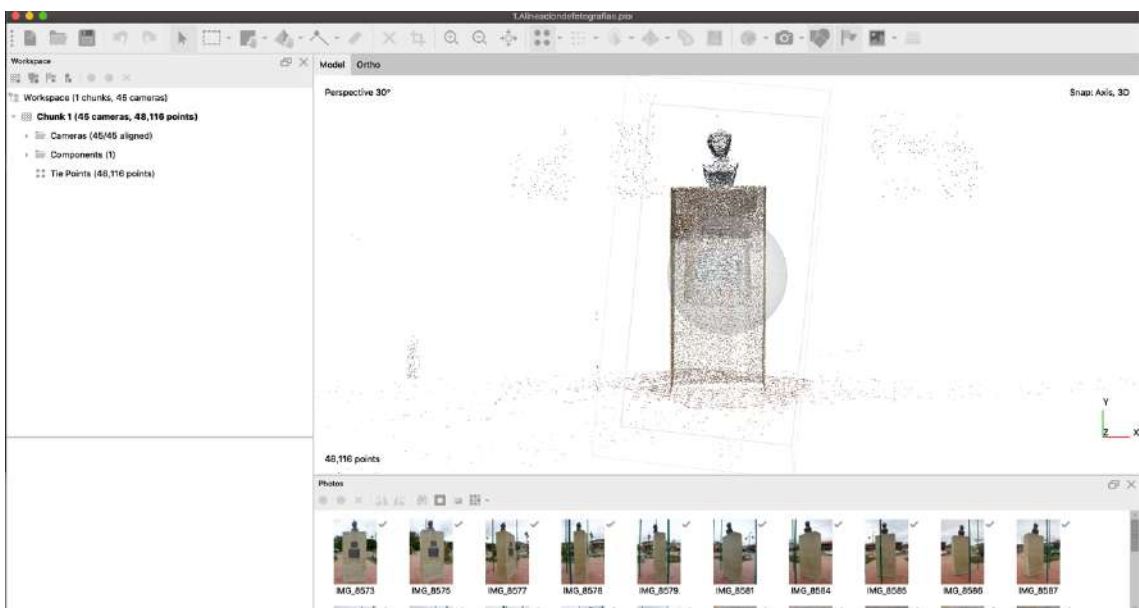 1.Alineaciondefotografias.psx
Workspace
Workspace (1 chunks, 45 cameras)
Chunk 1 (45 cameras, 48,116 points)
Cameras (45/45 aligned)
Components (1)
Tie Points (48,116 points)
Model Ortho
Perspective 30°
Snap: Axis, 3D
Y
Z X
48,116 points
Photos
IMG_8573 IMG_8575 IMG_8577 IMG_8578 IMG_8579 IMG_8581 IMG_8584 IMG_8585 IMG_8586 IMG_8587